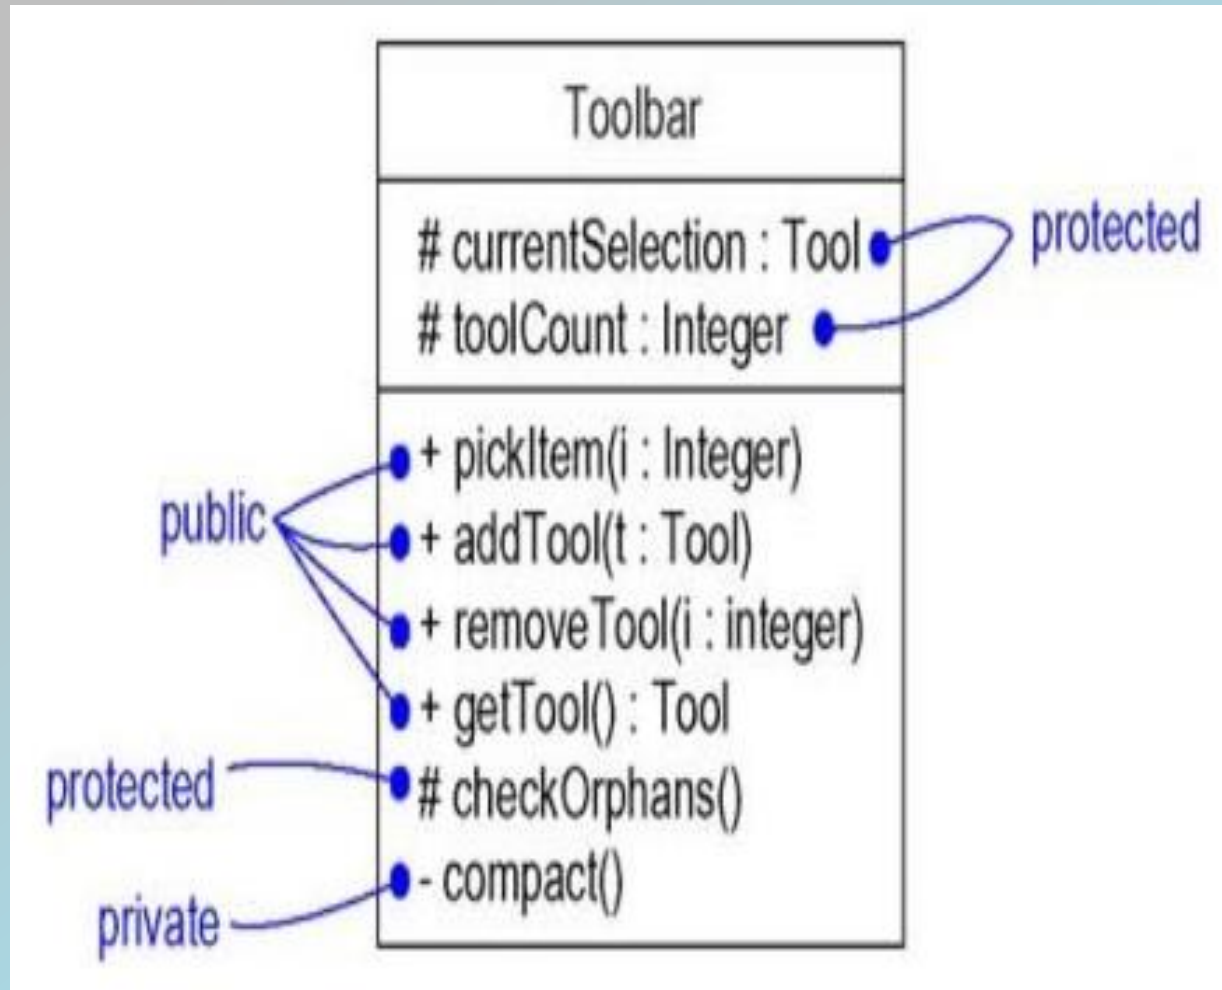 Toolbar
# currentSelection : Tool
# toolCount : Integer
protected
+ pickItem(i : Integer)
+ addTool(t : Tool)
+ removeTool(i : integer)
+ getTool() : Tool
# checkOrphans()
- compact()
public
protected
private